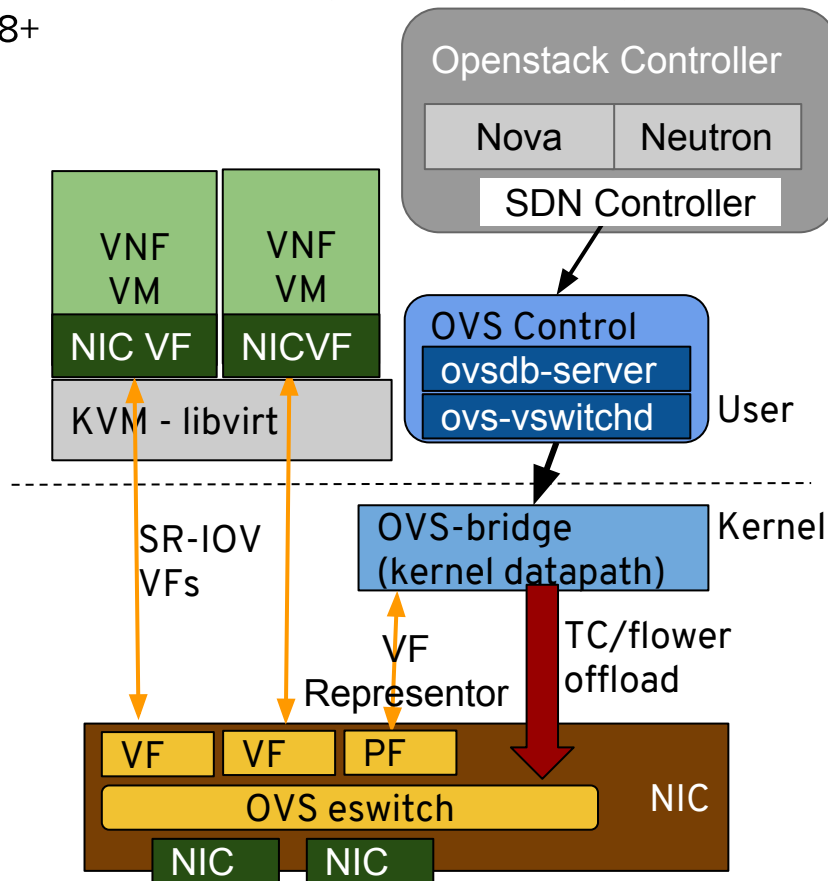 8+
Openstack Controller
Nova
Neutron
SDN Controller
VNF
VM
VNF
VM
NIC VF
NICVF
KVM - libvirt
OVS Control
ovsdb-server
ovs-vswitchd
User
Kernel
OVS-bridge
(kernel datapath)
SR-IOV
VFs
VF
Representor
TC/flower
offload
VF
VF
PF
OVS eswitch
NIC
NIC
NIC